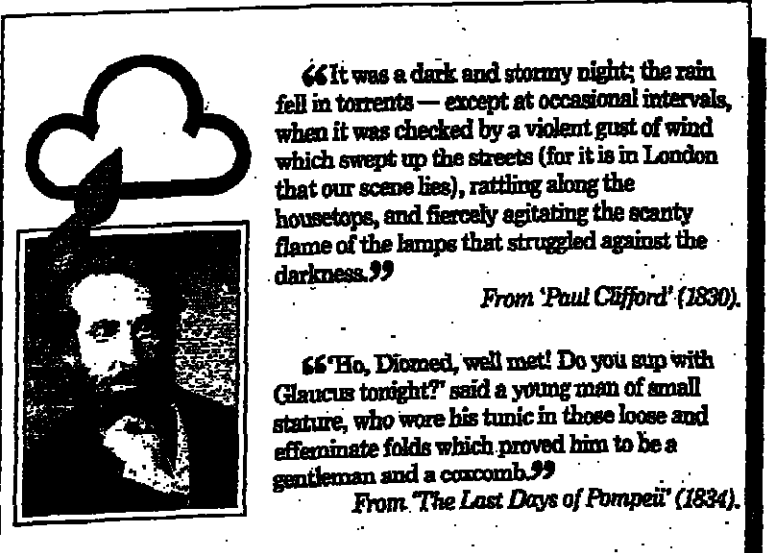 “It was a dark and stormy night; the rain
fell in torrents — except at occasional intervals,
when it was checked by a violent gust of wind
which swept up the streets (for it is in London
that our scene lies), rattling along the
housetops, and fiercely agitating the scanty
flame of the lamps that struggled against the
darkness.”
From ‘Paul Clifford’ (1830).
“‘Ho, Diomed, well met! Do you sup with
Glaucus tonight?’ said a young man of small
stature, who wore his tunic in those loose and
effeminate folds which proved him to be a
gentleman and a coxcomb.”
From ‘The Last Days of Pompeii’ (1834).